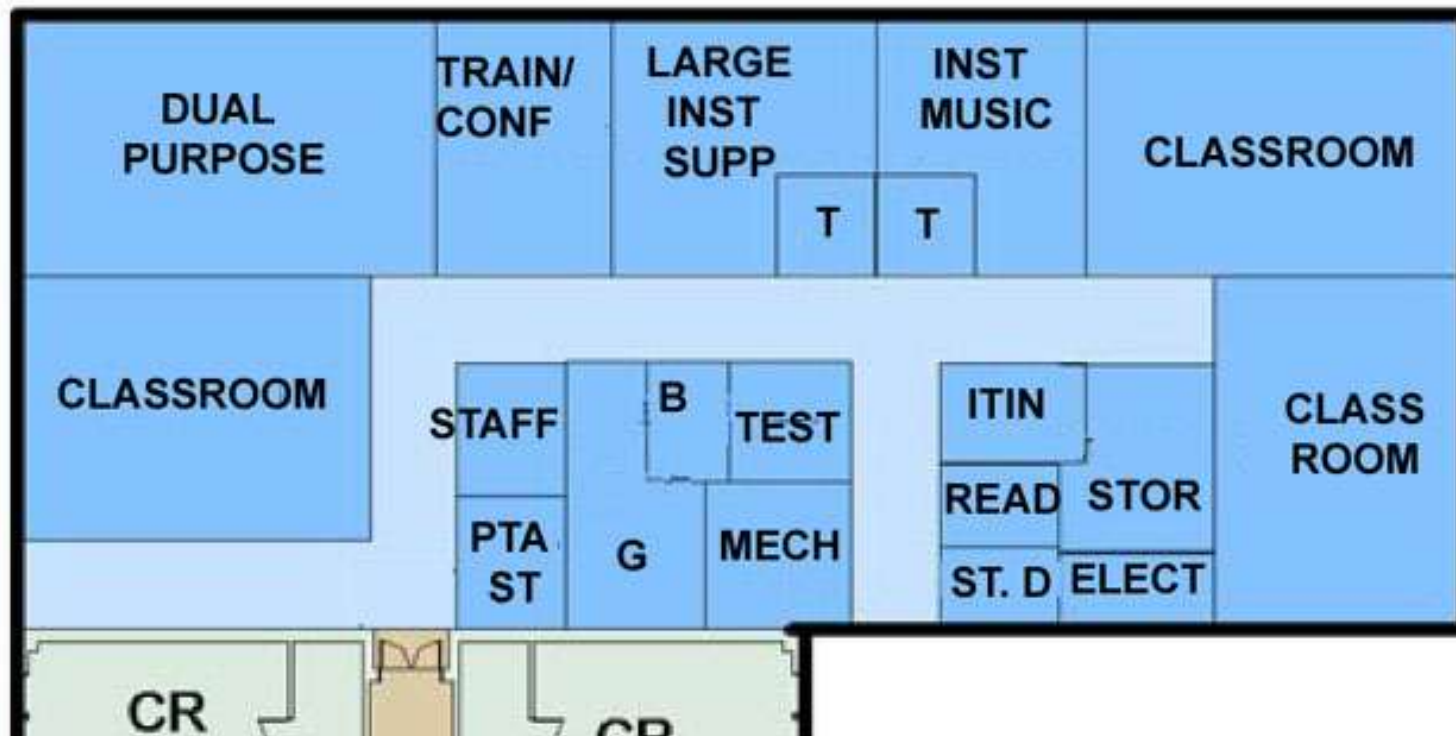 DUAL
PURPOSE
TRAIN/
CONF
LARGE
INST
SUPP
INST
MUSIC
CLASSROOM
T
T
CLASSROOM
STAFF
B
TEST
ITIN
CLASS
ROOM
READ
STOR
PTA
ST
G
MECH
ST. D
ELECT
CR
CR